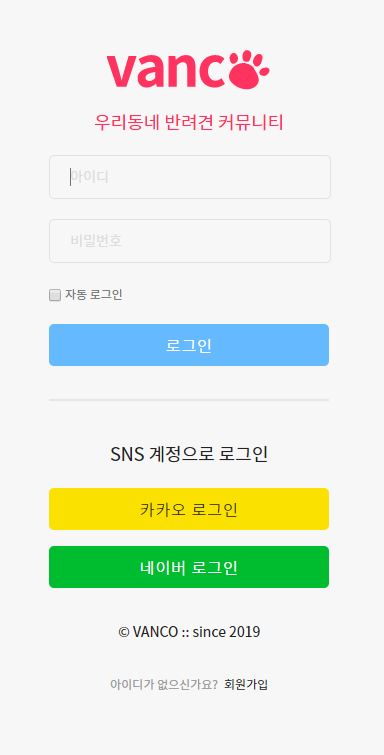 vanc
우리동네 반려견 커뮤니티
아이디
비밀번호
자동 로그인
로그인
SNS 계정으로 로그인
카카오 로그인
네이버 로그인
© VANCO :: since 2019
아이디가 없으신가요? 회원가입